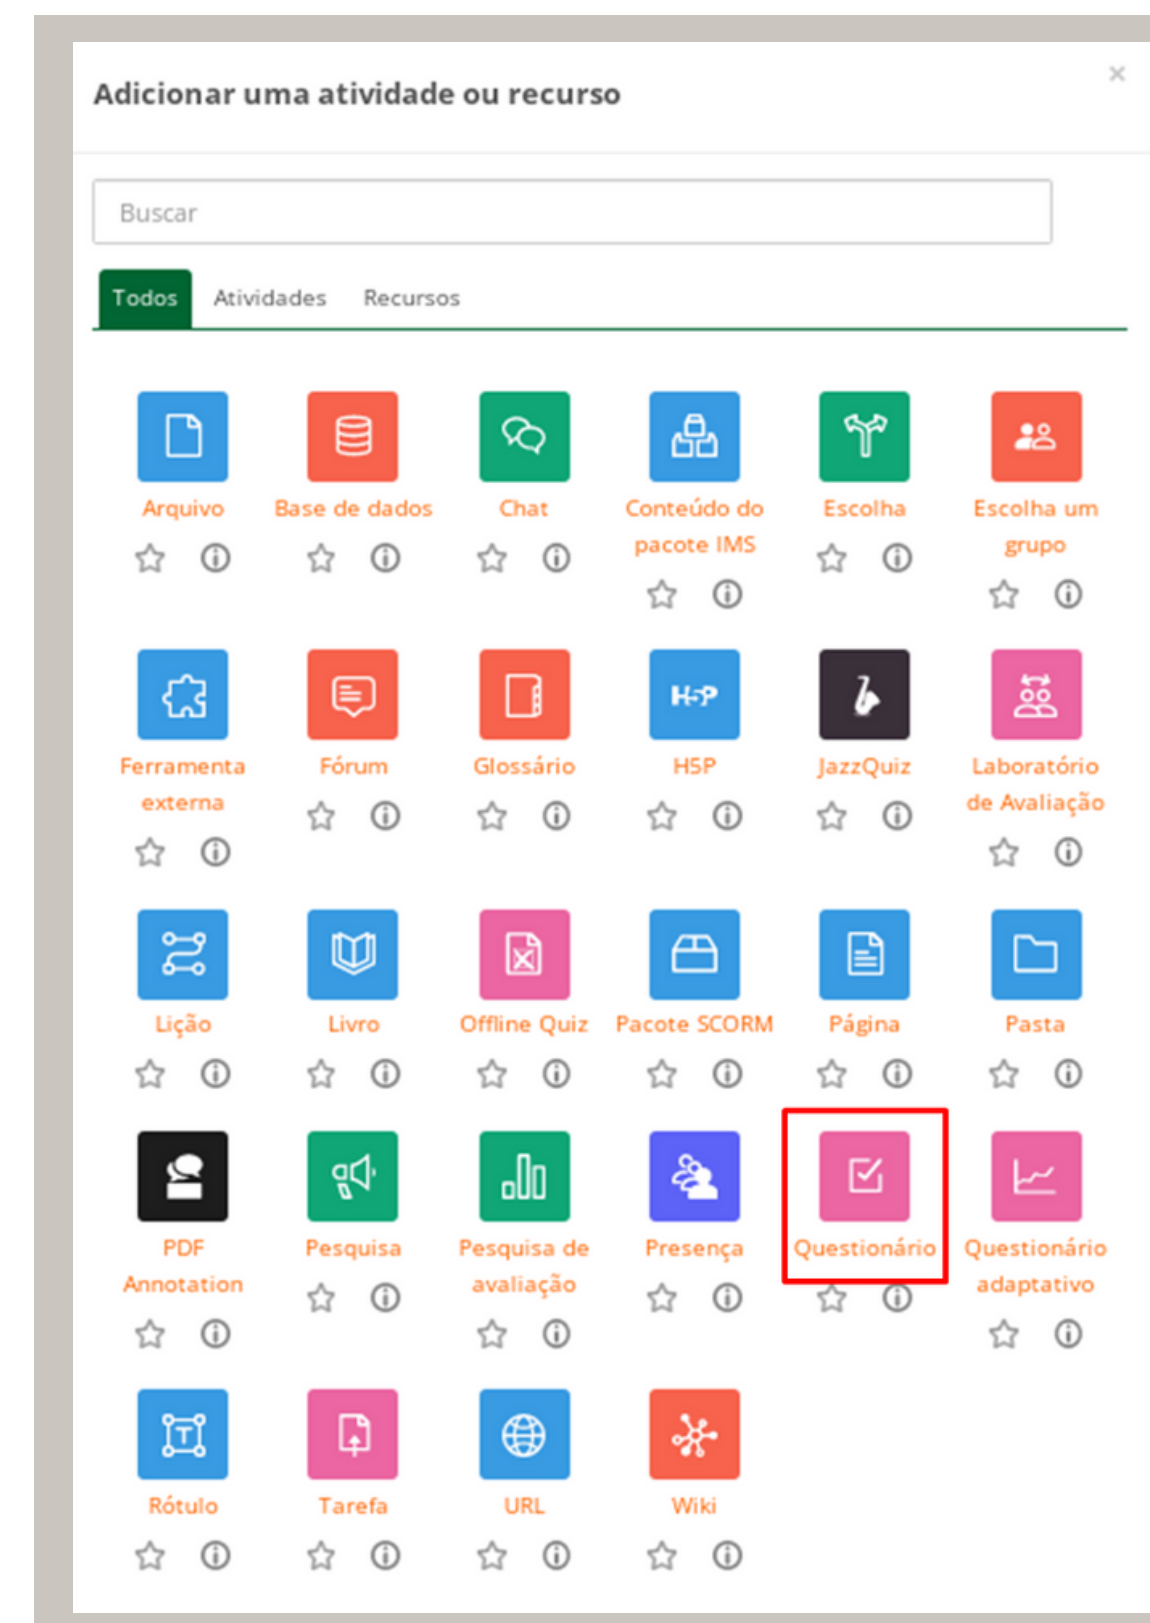 Adicionar uma atividade ou recurso
×
Buscar
Todos Atividades Recursos
Arquivo Base de dados Chat Conteúdo do Escolha Escolha um
pacote IMS grupo
H5P
Ferramenta Fórum Glossário H5P JazzQuiz Laboratório
externa de Avaliação
Lição Livro Offline Quiz Pacote SCORM Página Pasta
PDF Pesquisa Pesquisa de Presença Questionário Questionário
Annotation avaliação adaptativo
T
Rótulo Tarefa URL Wiki